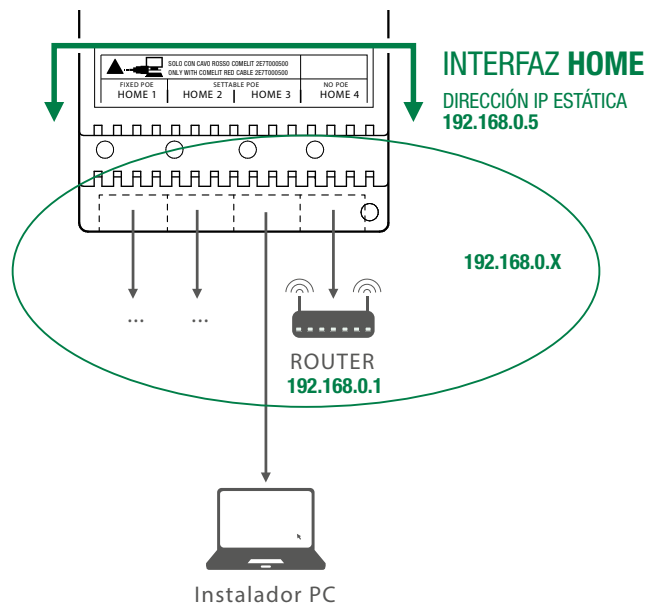 SOLO CON CAVO ROSSO COMELIT 2E7T000500
ONLY WITH COMELIT RED CABLE 2E7T000500
FIXED POE SETTABLE POE NO POE
HOME 1 HOME 2 HOME 3 HOME 4
INTERFAZ HOME
DIRECCIÓN IP ESTÁTICA
192.168.0.5
192.168.0.X
... ...
ROUTER
192.168.0.1
Instalador PC